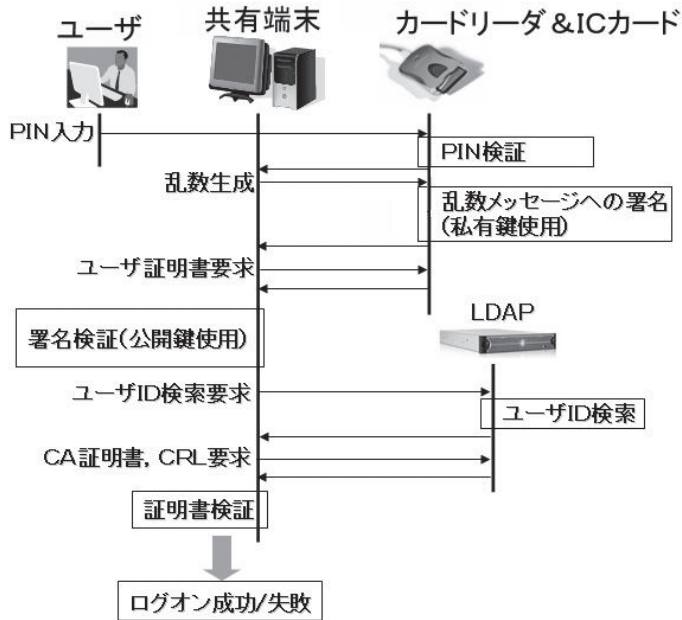 ユーザ
共有端末
カードリーダ&ICカード
PIN入力
PIN検証
乱数生成
乱数メッセージへの署名
(私有鍵使用)
ユーザ証明書要求
LDAP
署名検証(公開鍵使用)
ユーザID検索要求
ユーザID検索
CA証明書, CRL要求
証明書検証
ログオン成功/失敗